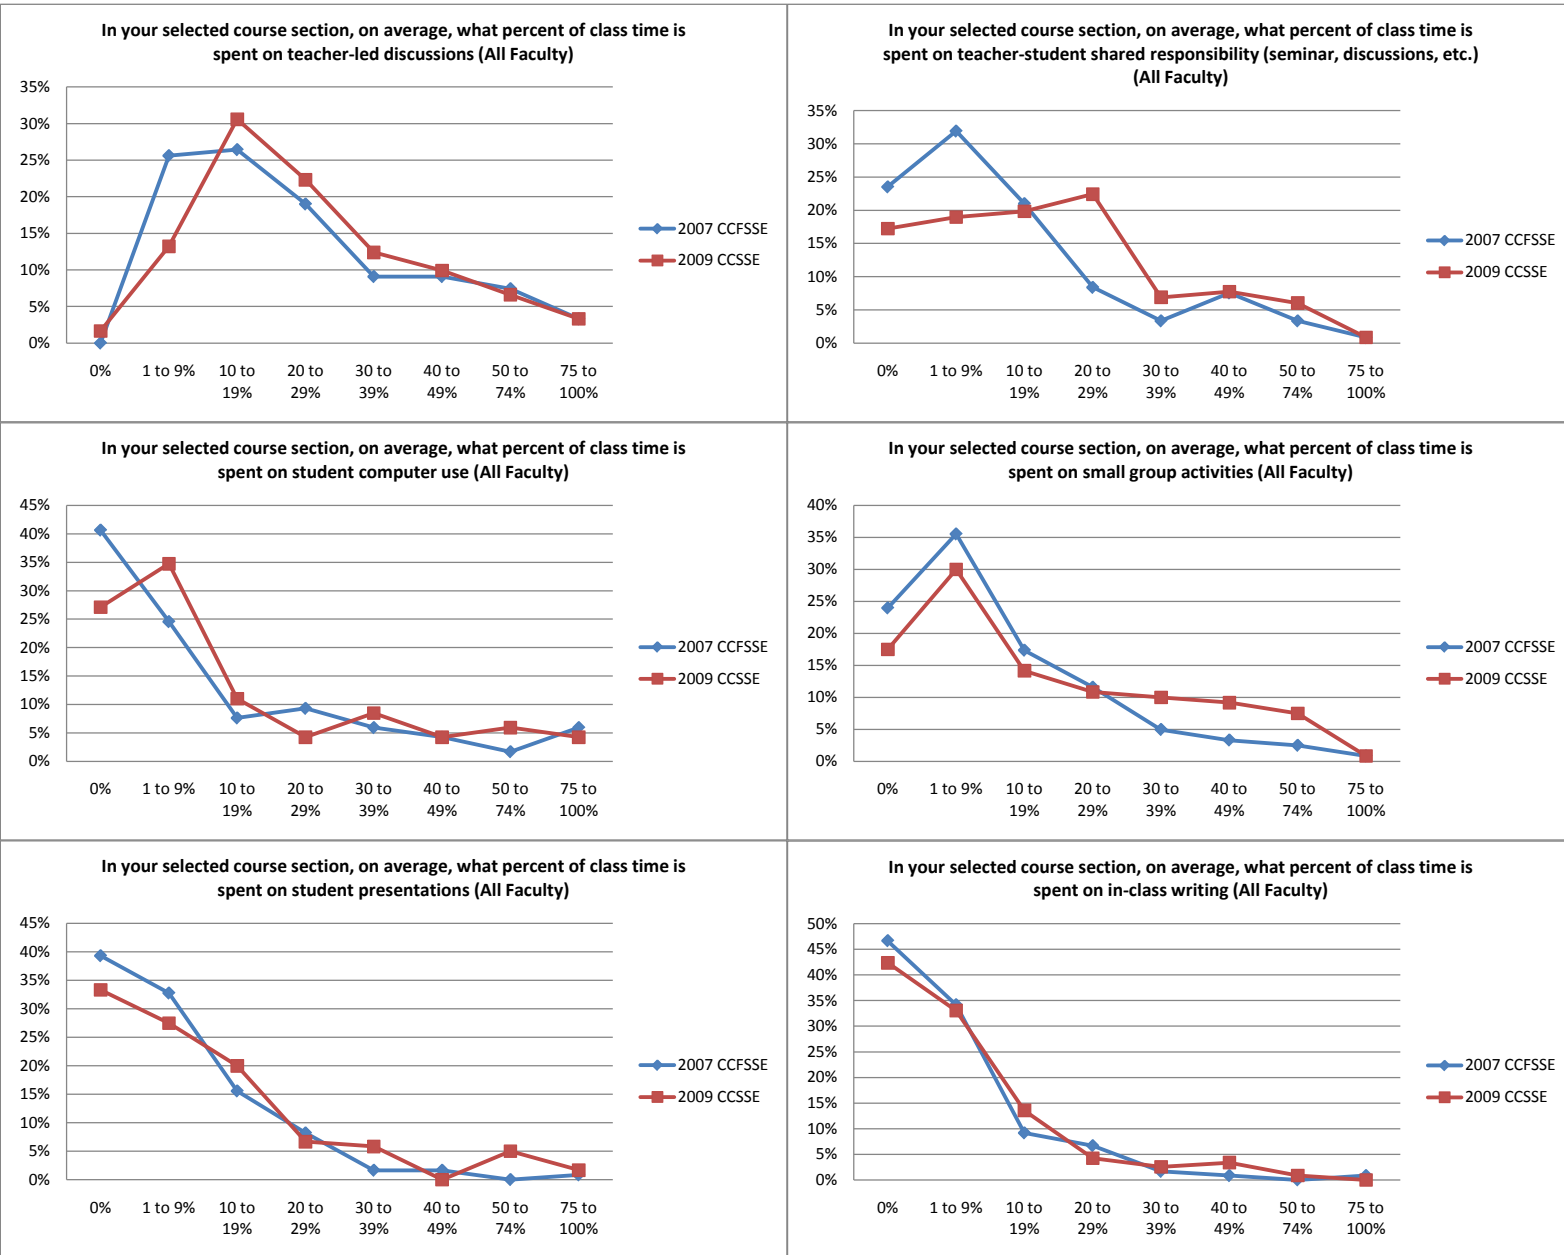 In your selected course section, on average, what percent of class time is
spent on teacher-led discussions (All Faculty)
35%
30%
25%
20%
15%
10%
5%
0%
0% 1 to 9% 10 to 20 to 30 to 40 to 50 to 75 to
19% 29% 39% 49% 74% 100%
2007 CCFSSE
2009 CCSSE
In your selected course section, on average, what percent of class time is
spent on teacher-student shared responsibility (seminar, discussions, etc.)
(All Faculty)
35%
30%
25%
20%
15%
10%
5%
0%
0% 1 to 9% 10 to 20 to 30 to 40 to 50 to 75 to
19% 29% 39% 49% 74% 100%
2007 CCFSSE
2009 CCSSE
In your selected course section, on average, what percent of class time is
spent on student computer use (All Faculty)
45%
40%
35%
30%
25%
20%
15%
10%
5%
0%
0% 1 to 9% 10 to 20 to 30 to 40 to 50 to 75 to
19% 29% 39% 49% 74% 100%
2007 CCFSSE
2009 CCSSE
In your selected course section, on average, what percent of class time is
spent on small group activities (All Faculty)
40%
35%
30%
25%
20%
15%
10%
5%
0%
0% 1 to 9% 10 to 20 to 30 to 40 to 50 to 75 to
19% 29% 39% 49% 74% 100%
2007 CCFSSE
2009 CCSSE
In your selected course section, on average, what percent of class time is
spent on student presentations (All Faculty)
45%
40%
35%
30%
25%
20%
15%
10%
5%
0%
0% 1 to 9% 10 to 20 to 30 to 40 to 50 to 75 to
19% 29% 39% 49% 74% 100%
2007 CCFSSE
2009 CCSSE
In your selected course section, on average, what percent of class time is
spent on in-class writing (All Faculty)
50%
45%
40%
35%
30%
25%
20%
15%
10%
5%
0%
0% 1 to 9% 10 to 20 to 30 to 40 to 50 to 75 to
19% 29% 39% 49% 74% 100%
2007 CCFSSE
2009 CCSSE